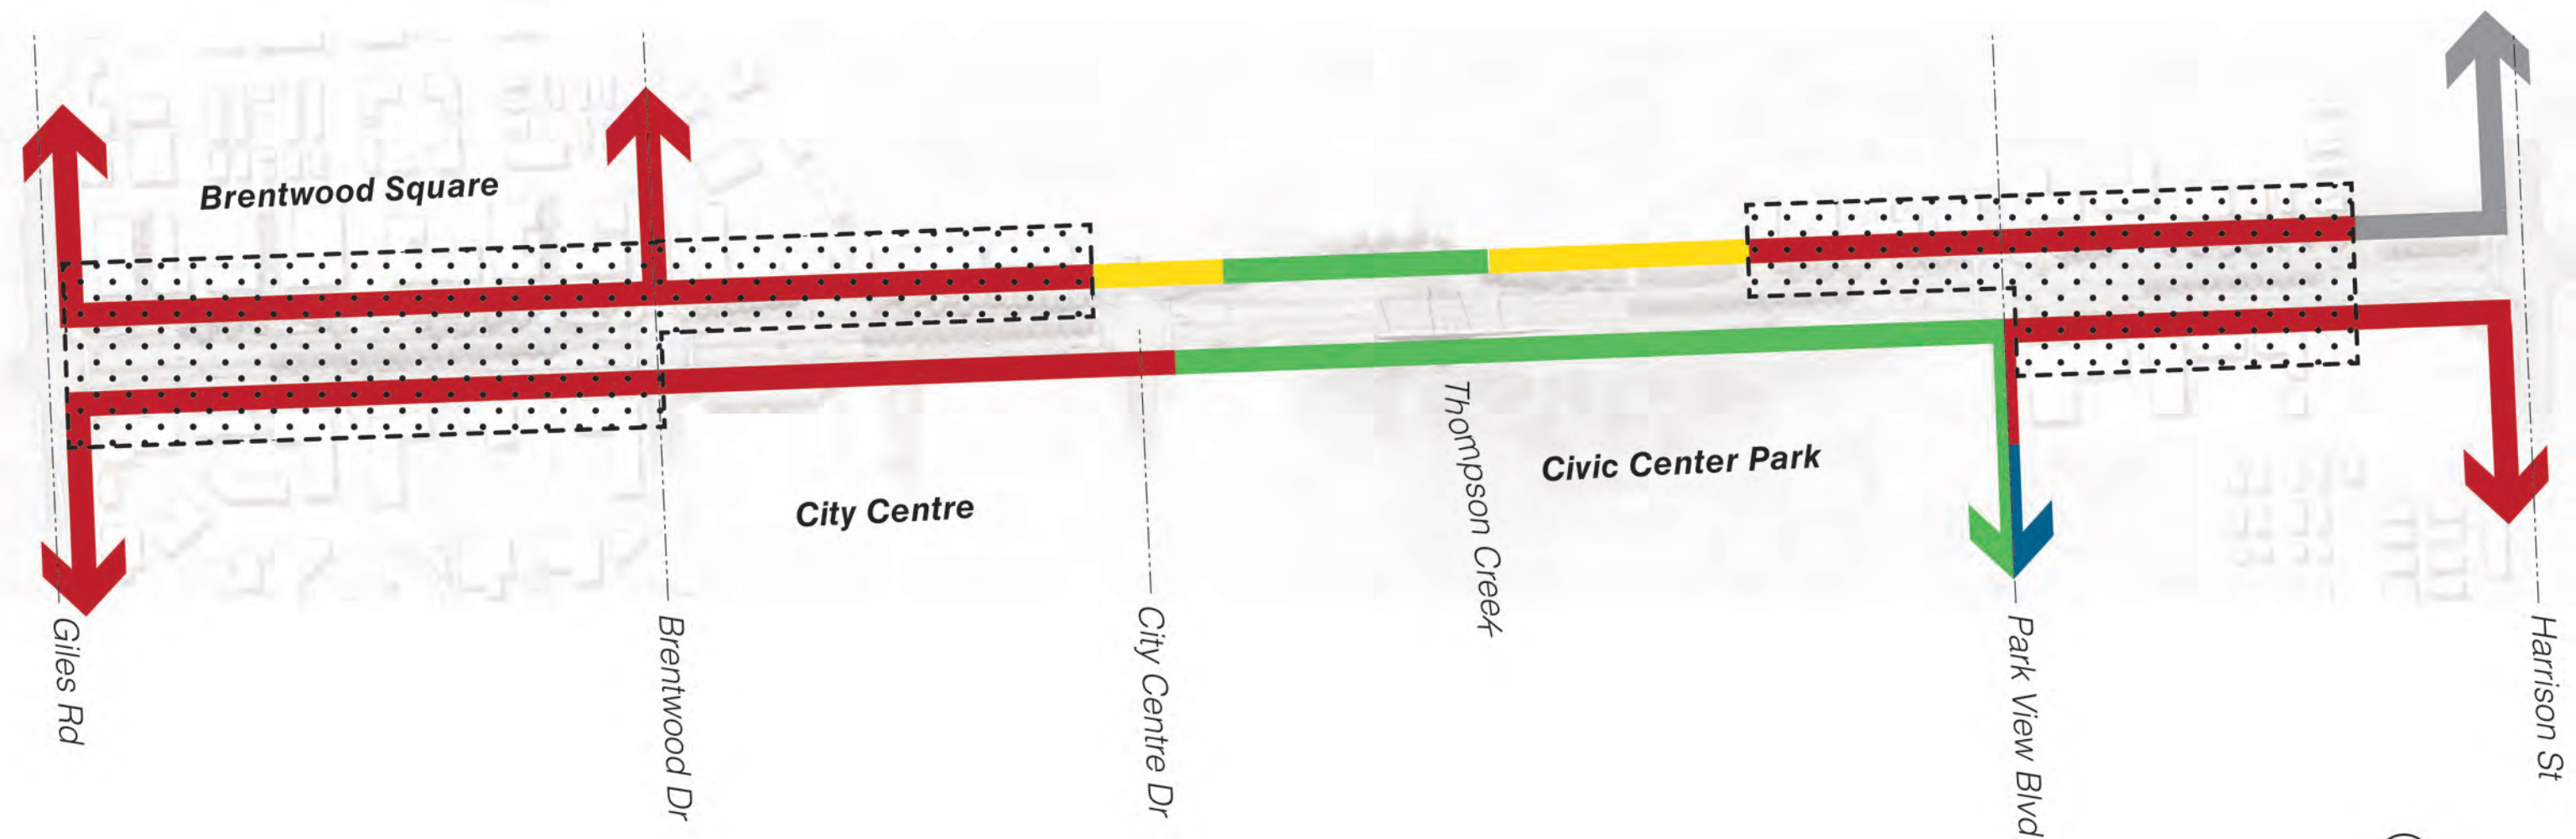 Brentwood Square
City Centre
Civic Center Park
Thompson Creek
Giles Rd
Brentwood Dr
City Centre Dr
Park View Blvd
Harrison St